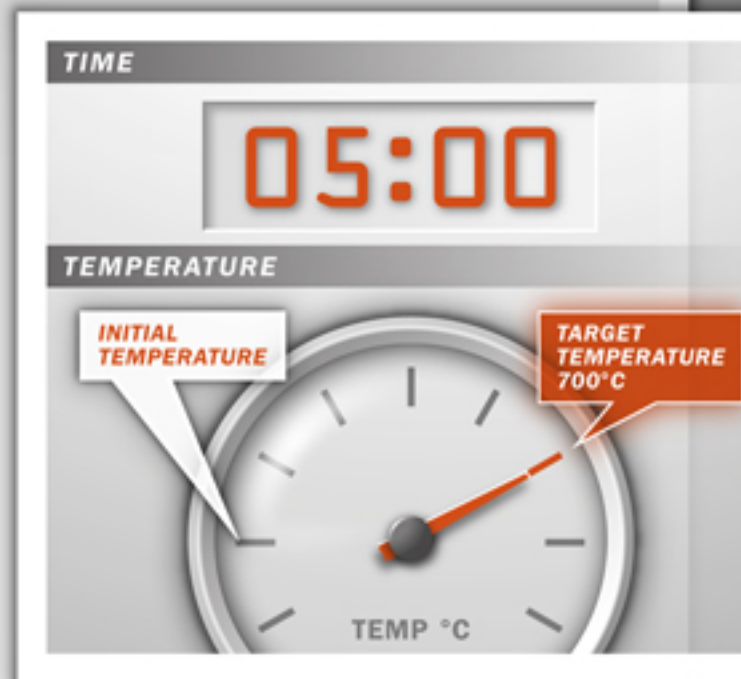 TIME
05:00
TEMPERATURE
INITIAL
TEMPERATURE
TARGET
TEMPERATURE
700°C
TEMP °C